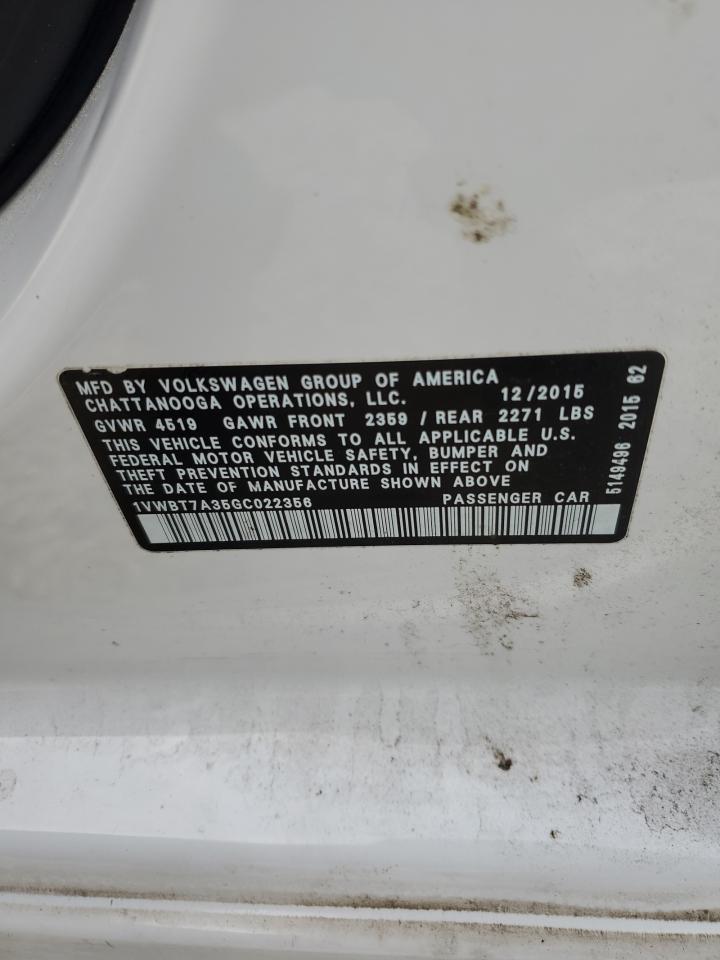 MFD BY VOLKSWAGEN GROUP OF AMERICA
CHATTANOOGA OPERATIONS, LLC. 12/2015
GVWR 4519 GAWR FRONT 2359 / REAR 2271 LBS
THIS VEHICLE CONFORMS TO ALL APPLICABLE U.S.
FEDERAL MOTOR VEHICLE SAFETY, BUMPER AND
THEFT PREVENTION STANDARDS IN EFFECT ON
THE DATE OF MANUFACTURE SHOWN ABOVE
1VWBT7A35GC022356 PASSENGER CAR
5149496 2015 62